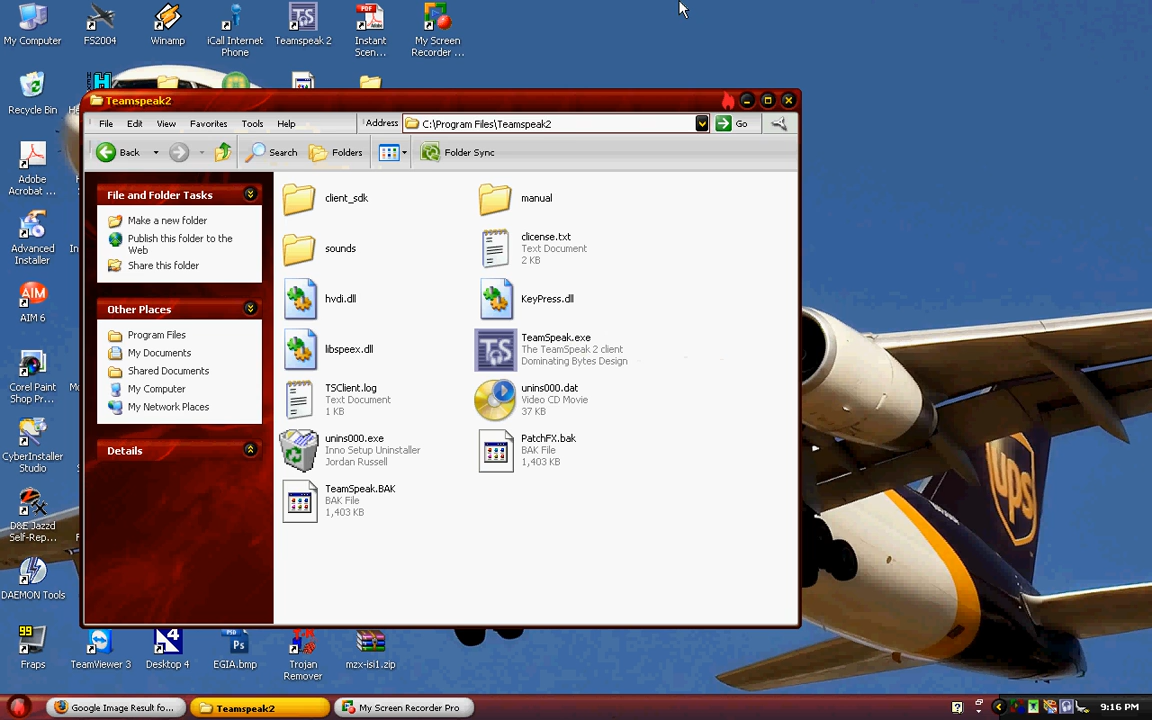 My Computer
FS2004
Winamp
iCall Internet
Phone
Teamspeak 2
Instant
Scen...
My Screen
Recorder ...
Recycle Bin
Adobe
Acrobat ...
Advanced
Installer
AIM 6
Corel Paint
Shop Pr...
CyberInstaller
Studio
D&E Jazzd
Self-Rep...
DAEMON Tools
Fraps
TeamViewer 3
Desktop 4
EGIA.bmp
Trojan
Remover
mzx-isi1.zip
Teamspeak2
File Edit View Favorites Tools Help
Address C:\Program Files\Teamspeak2 Go
Back Search Folders Folder Sync
File and Folder Tasks
Make a new folder
Publish this folder to the
Web
Share this folder
Other Places
Program Files
My Documents
Shared Documents
My Computer
My Network Places
Details
client_sdk
manual
sounds
clicense.txt
Text Document
2 KB
hvdi.dll
KeyPress.dll
libspeex.dll
TeamSpeak.exe
The TeamSpeak 2 client
Dominating Bytes Design
TSClient.log
Text Document
1 KB
unins000.dat
Video CD Movie
37 KB
unins000.exe
Inno Setup Uninstaller
Jordan Russell
PatchFX.bak
BAK File
1,403 KB
TeamSpeak.BAK
BAK File
1,403 KB
ups
Google Image Result fo...
Teamspeak2
My Screen Recorder Pro
9:16 PM